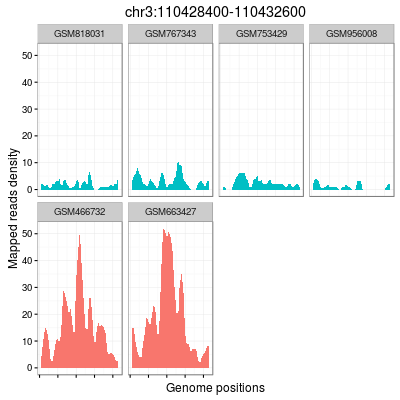 chr3:110428400-110432600
GSM818031 GSM767343 GSM753429 GSM956008
50
40
30
20
10
0
Mapped reads density
GSM466732 GSM663427
50
40
30
20
10
0
Genome positions